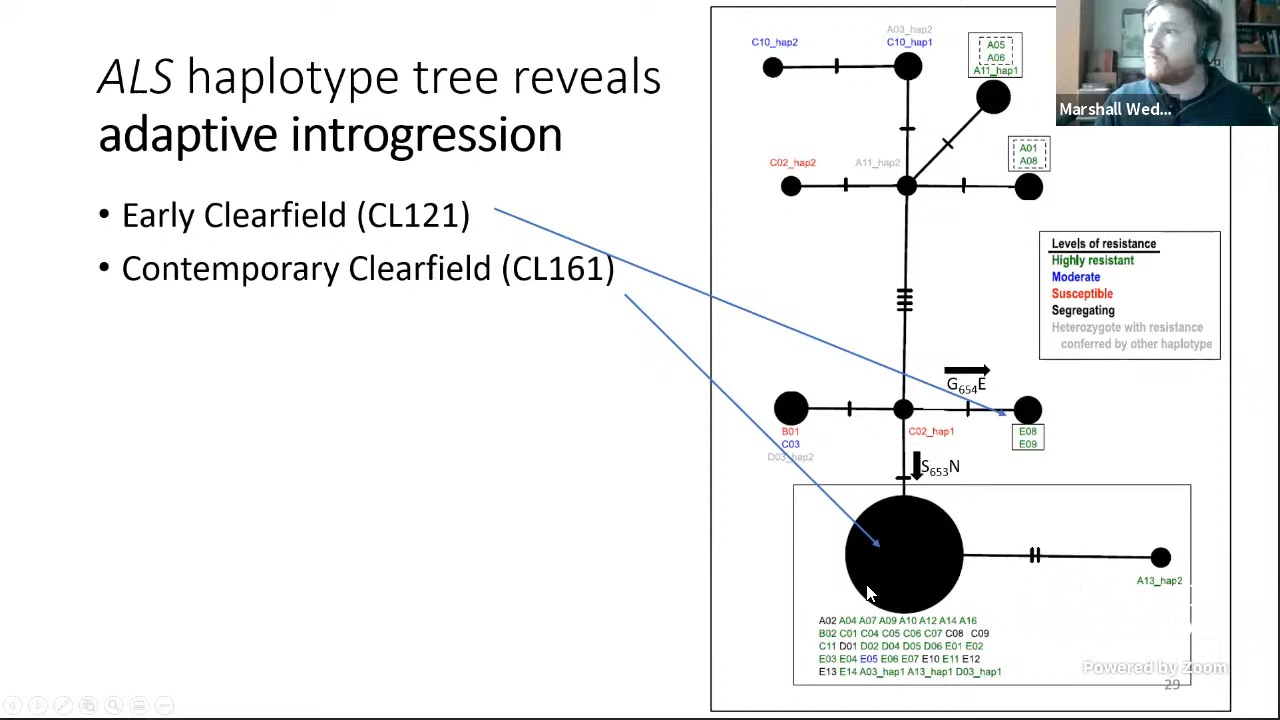 ALS haplotype tree reveals
adaptive introgression
• Early Clearfield (CL121)
• Contemporary Clearfield (CL161)
A03_hap2
C10_hap2
C10_hap1
A05
A06
A11_hap1
Marshall Wed...
C02_hap2
A11_hap2
A01
A08
Levels of resistance
Highly resistant
Moderate
Susceptible
Segregating
Heterozygote with resistance
conferred by other haplotype
G654E
B01
C03
D03_hap2
C02_hap1
E08
E09
S653N
A13_hap2
A02 A04 A07 A09 A10 A12 A14 A16
B02 C01 C04 C05 C06 C07 C08 C09
C11 D01 D02 D04 D05 D06 E01 E02
E03 E04 E05 E06 E07 E10 E11 E12
E13 E14 A03_hap1 A13_hap1 D03_hap1
Powered by Zoom
29